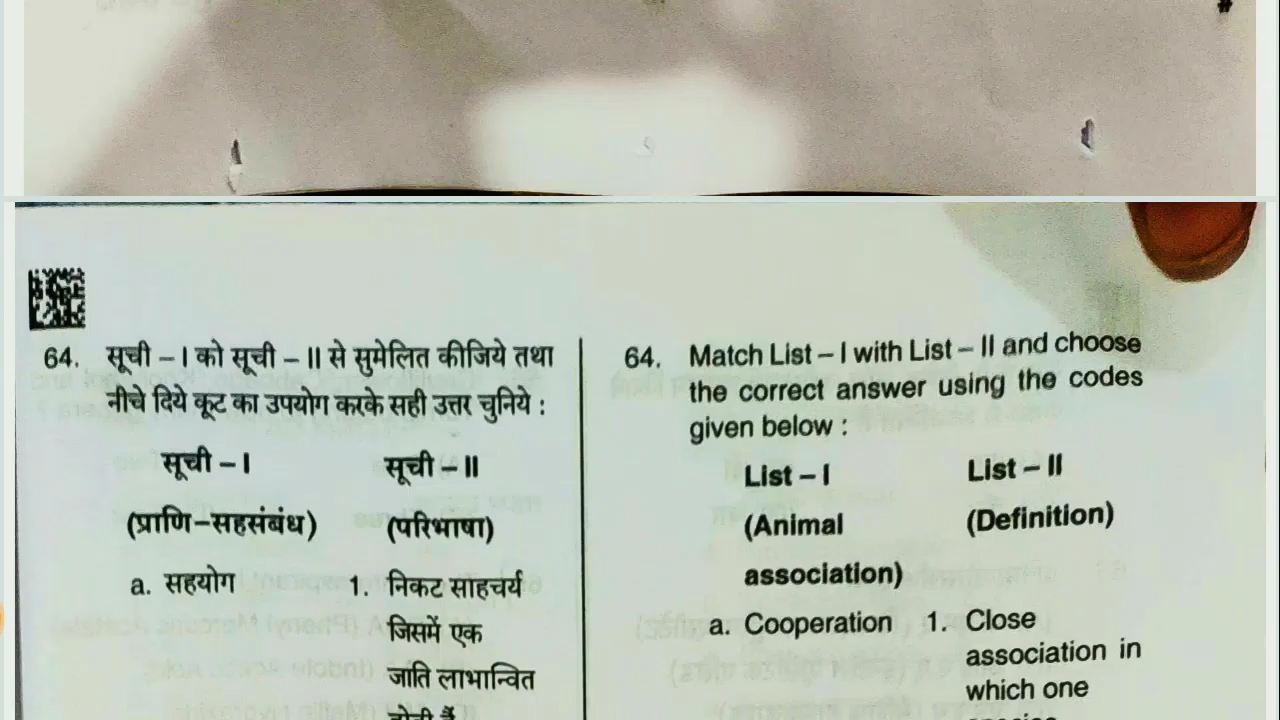 64. सूची – I को सूची – II से सुमेलित कीजिये तथा
नीचे दिये कूट का उपयोग करके सही उत्तर चुनिये :
सूची – I सूची – II
(प्राणि–सहसंबंध) (परिभाषा)
a. सहयोग 1. निकट साहचर्य
जिसमें एक
जाति लाभान्वित
होती है
64. Match List – I with List – II and choose
the correct answer using the codes
given below :
List – I List – II
(Animal (Definition)
association)
a. Cooperation 1. Close
association in
which one
species